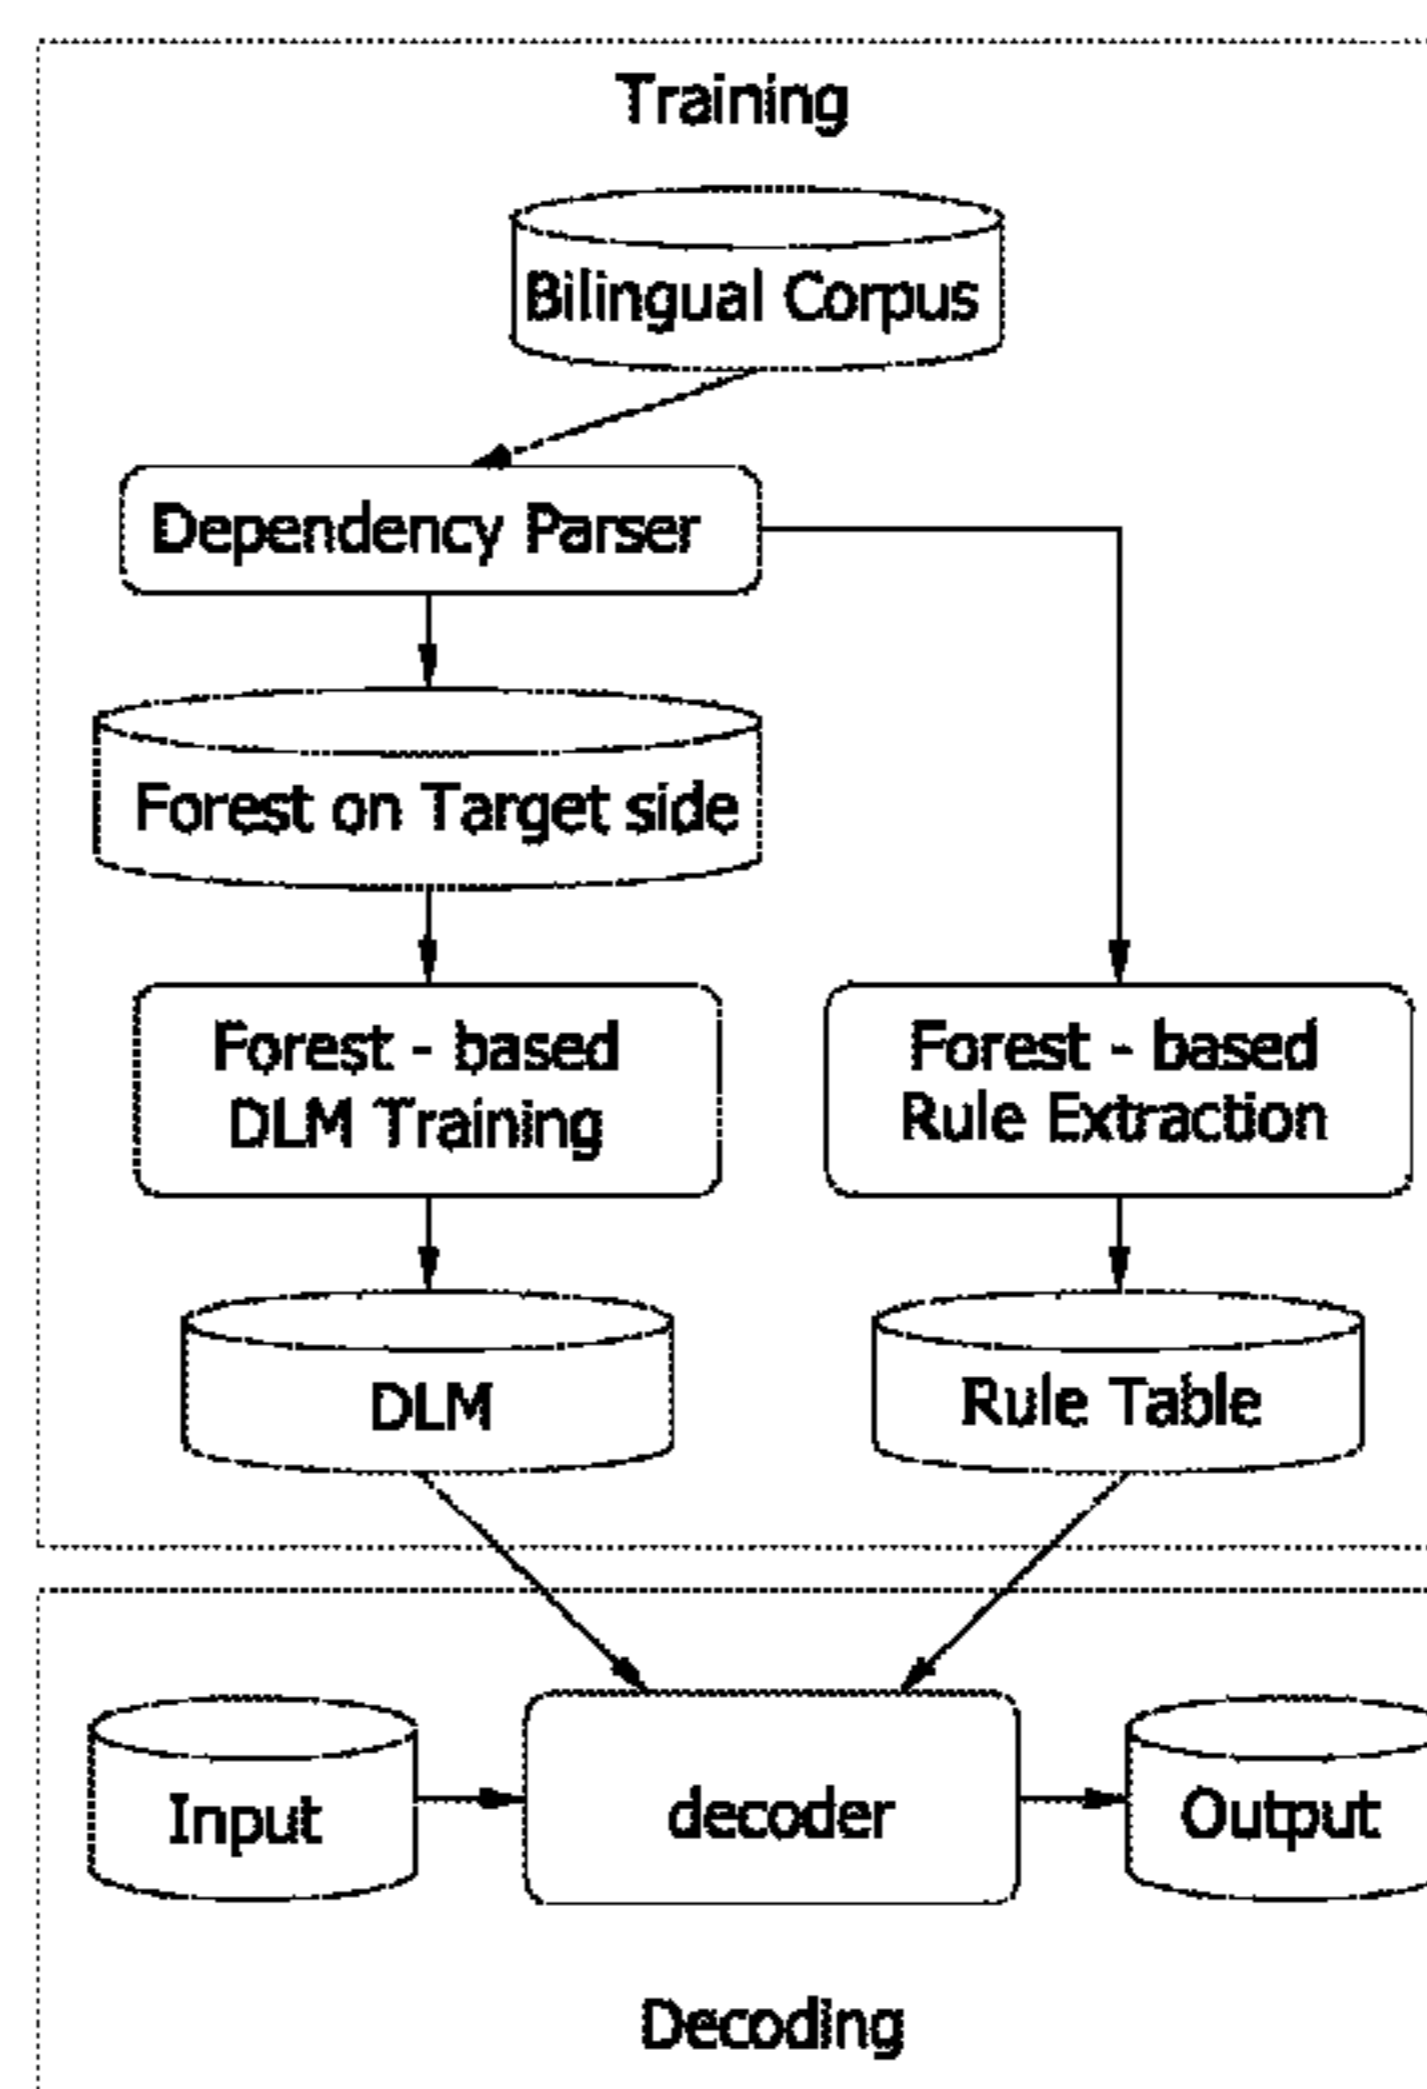 Training
Bilingual Corpus
Dependency Parser
Forest on Target side
Forest - based
DLM Training
Forest - based
Rule Extraction
DLM
Rule Table
Input
decoder
Output
Decoding